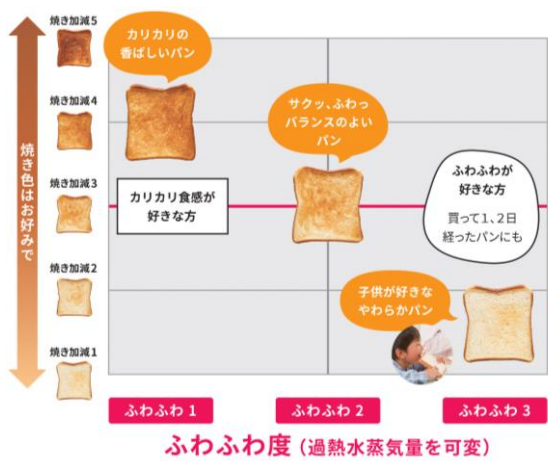 焼き加減5
カリカリの
香ばしいパン
焼き加減4
サクッ、ふわっ
バランスのよい
パン
焼き色はお好みで
焼き加減3
カリカリ食感が
好きな方
ふわふわが
好きな方
買って1、2日
経ったパンにも
焼き加減2
子供が好きな
やわらかパン
焼き加減1
ふわふわ 1
ふわふわ 2
ふわふわ 3
ふわふわ度(過熱水蒸気量を可変)